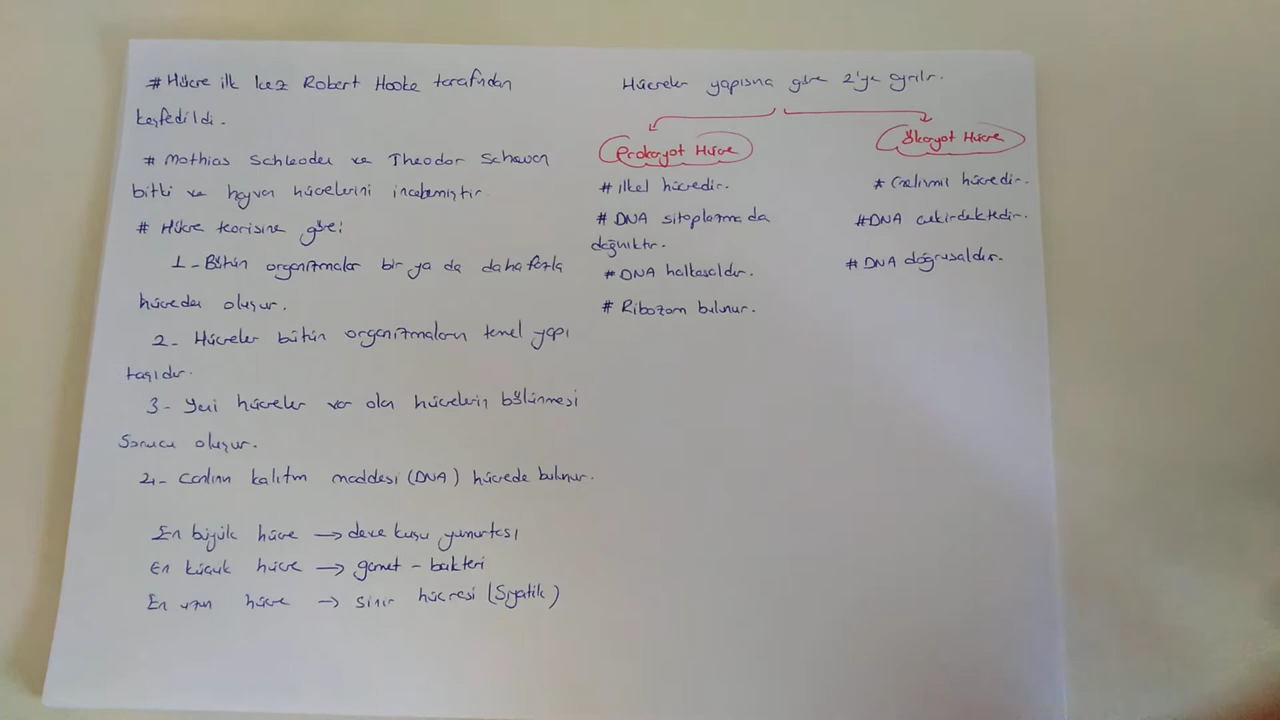 # Hücre ilk kez Robert Hooke tarafından
keşfedildi.
# Mathias Schleoder ve Theodor Schwan
bitki ve hayvan hücrelerini incelemiştir.
# Hücre teorisine göre;
1- Bütün organizmalar bir ya da daha fazla
hücreden oluşur.
2- Hücreler bütün organizmaların temel yapı
taşıdır.
3- Yeni hücreler var olan hücrelerin bölünmesi
sonucu oluşur.
4- Canlının kalıtım maddesi (DNA) hücrede bulunur.
En büyük hücre → deve kuşu yumurtası
En küçük hücre → gamet - bakteri
En uzun hücre → sinir hücresi (Siyatik)
Hücreler yapısına göre 2'ye ayrılır.
Prokaryot Hücre
# ilkel hücredir.
# DNA sitoplazmada
dağınıktır.
# DNA halkasaldır.
# Ribozom bulunur.
Ökaryot Hücre
* Gelişmiş hücredir.
# DNA çekirdektedir.
# DNA doğrusaldır.